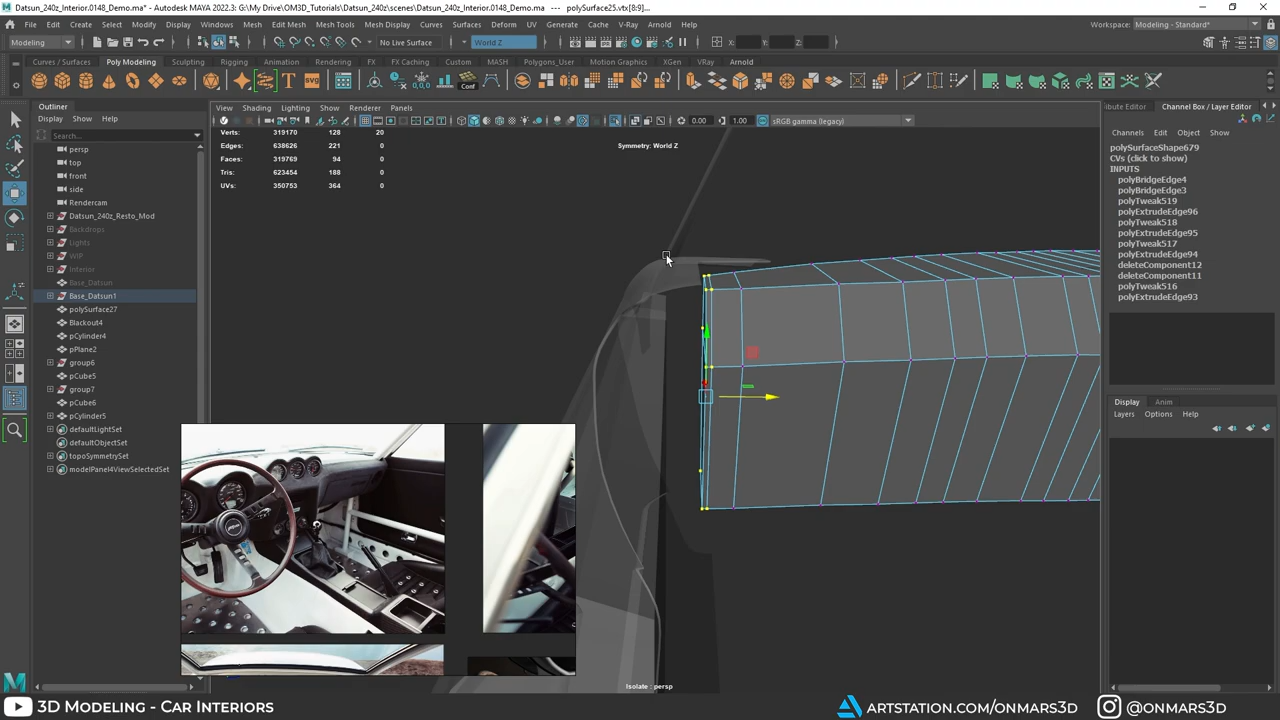 Datsun_240z_Interior.0148_Demo.ma* - Autodesk MAYA 2022.3: G:\My Drive\OM3D_Tutorials\Datsun_240z\scenes\Datsun_240z_Interior.0148_Demo.ma --- polySurface25.vtx[8:9]...
File Edit Create Select Modify Display Windows Mesh Edit Mesh Mesh Tools Mesh Display Curves Surfaces Deform UV Generate Cache V-Ray Arnold Help Workspace: Modeling - Standard*
Modeling No Live Surface World Z X: Y: Z:
Curves / Surfaces Poly Modeling Sculpting Rigging Animation Rendering FX FX Caching Custom MASH Polygons_User Motion Graphics XGen VRay Arnold
Outliner
Display Show Help
Search...
persp
top
front
side
Rendercam
Datsun_240z_Resto_Mod
Backdrops
Lights
WIP
Interior
Base_Datsun
Base_Datsun1
polySurface27
Blackout4
pCylinder4
pPlane2
group6
pCube5
group7
pCube6
pCylinder5
defaultLightSet
defaultObjectSet
topoSymmetrySet
modelPanel4ViewSelectedSet
View Shading Lighting Show Renderer Panels
0.00 1.00 sRGB gamma (legacy)
Verts: 319170 128 20
Edges: 638626 221 0
Faces: 319769 94 0
Tris: 623454 188 0
UVs: 350753 364 0
Symmetry: World Z
Isolate : persp
bute Editor Channel Box / Layer Editor
Channels Edit Object Show
polySurfaceShape679
CVs (click to show)
INPUTS
polyBridgeEdge4
polyBridgeEdge3
polyTweak519
polyExtrudeEdge96
polyTweak518
polyExtrudeEdge95
polyTweak517
polyExtrudeEdge94
deleteComponent12
deleteComponent11
polyTweak516
polyExtrudeEdge93
Display Anim
Layers Options Help
3D Modeling - CAR INTERIORS
ARTSTATION.COM/ONMARS3D
@ONMARS3D